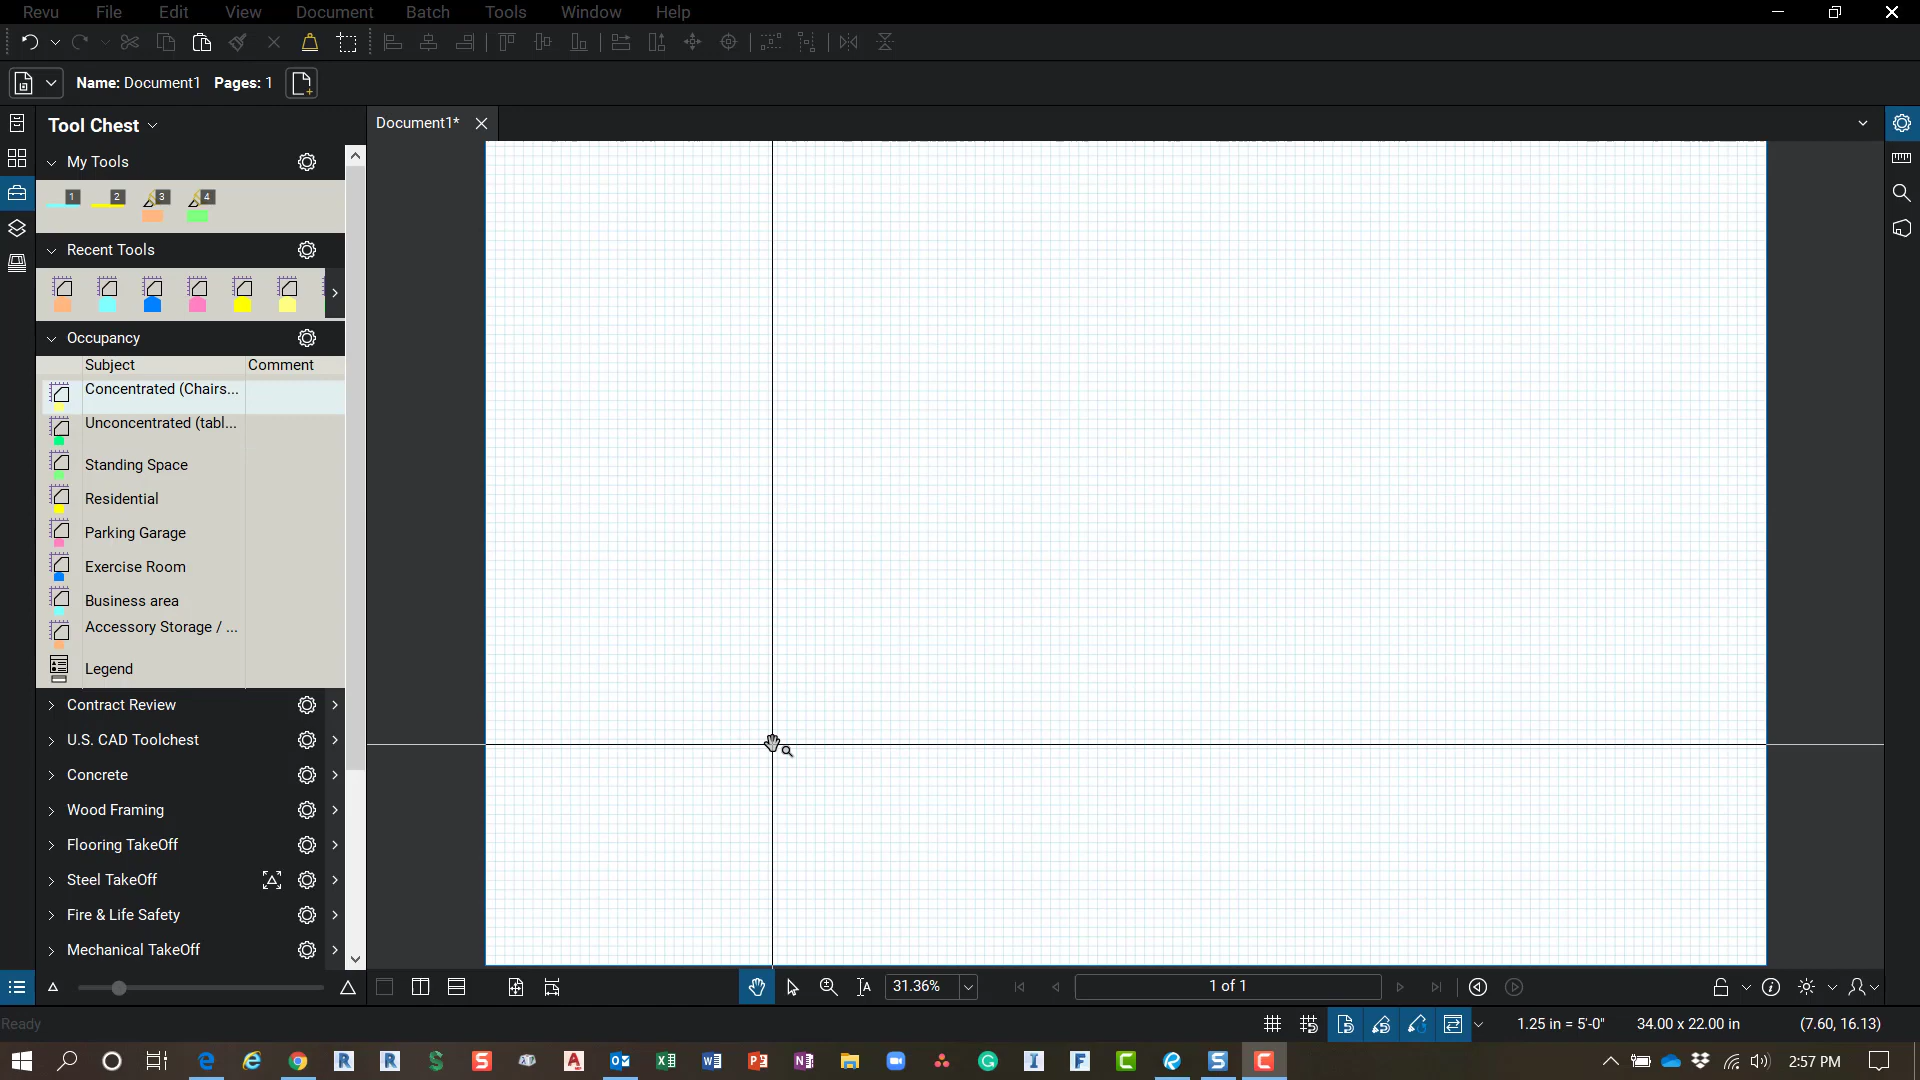 Revu File Edit View Document Batch Tools Window Help
Name: Document1 Pages: 1
Tool Chest
Document1*
My Tools
1 2 3 4
Recent Tools
Occupancy
Subject Comment
Concentrated (Chairs...
Unconcentrated (tabl...
Standing Space
Residential
Parking Garage
Exercise Room
Business area
Accessory Storage / ...
Legend
Contract Review
U.S. CAD Toolchest
Concrete
Wood Framing
Flooring TakeOff
Steel TakeOff
Fire & Life Safety
Mechanical TakeOff
31.36% 1 of 1
Ready 1.25 in = 5'-0" 34.00 x 22.00 in (7.60, 16.13)
2:57 PM